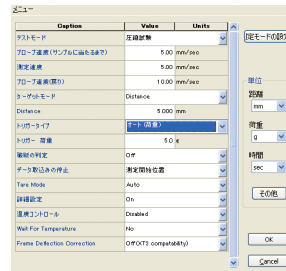 メニュー
Caption Value Units
テストモード 圧縮試験
プローブ速度(サンプルに当たるまで) 5.00 mm/sec
測定速度 5.00 mm/sec
プローブ速度(戻り) 10.00 mm/sec
ターゲットモード Distance
Distance 5.000 mm
トリガータイプ オート(荷重)
トリガー 荷重 5.0 g
破断の判定 Off
データ取込みの停止 測定開始位置
Tare Mode Auto
詳細設定 On
温度コントロール Disabled
Wait For Temperature No
Frame Deflection Correction Off(XT2 compatability)
定モードの設定
単位
距離
mm
荷重
g
時間
sec
その他
OK
Cancel